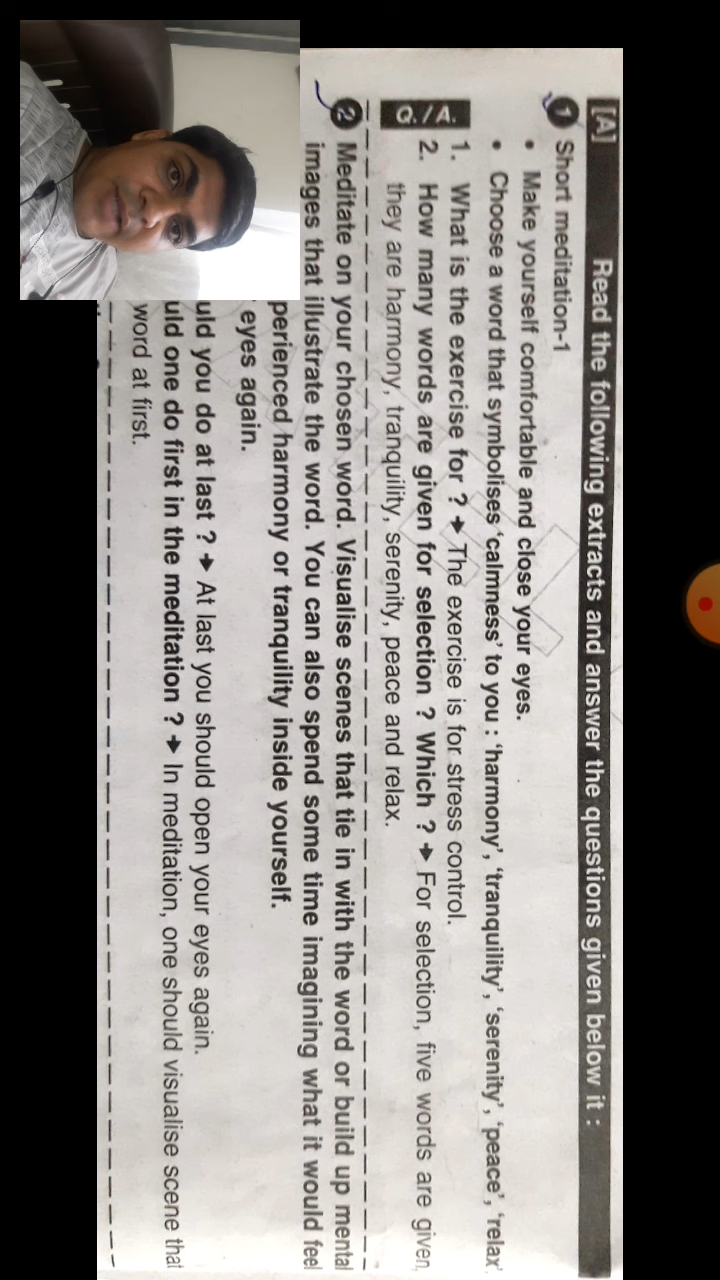 [A] Read the following extracts and answer the questions given below it :
1 Short meditation-1
• Make yourself comfortable and close your eyes.
• Choose a word that symbolises 'calmness' to you : 'harmony', 'tranquility', 'serenity', 'peace', 'relax'.
Q./A.
1. What is the exercise for ? ➔ The exercise is for stress control.
2. How many words are given for selection ? Which ? ➔ For selection, five words are given,
they are harmony, tranquility, serenity, peace and relax.
2 Meditate on your chosen word. Visualise scenes that tie in with the word or build up mental
images that illustrate the word. You can also spend some time imagining what it would feel
perienced harmony or tranquility inside yourself.
eyes again.
uld you do at last ? ➔ At last you should open your eyes again.
uld one do first in the meditation ? ➔ In meditation, one should visualise scene that
word at first.